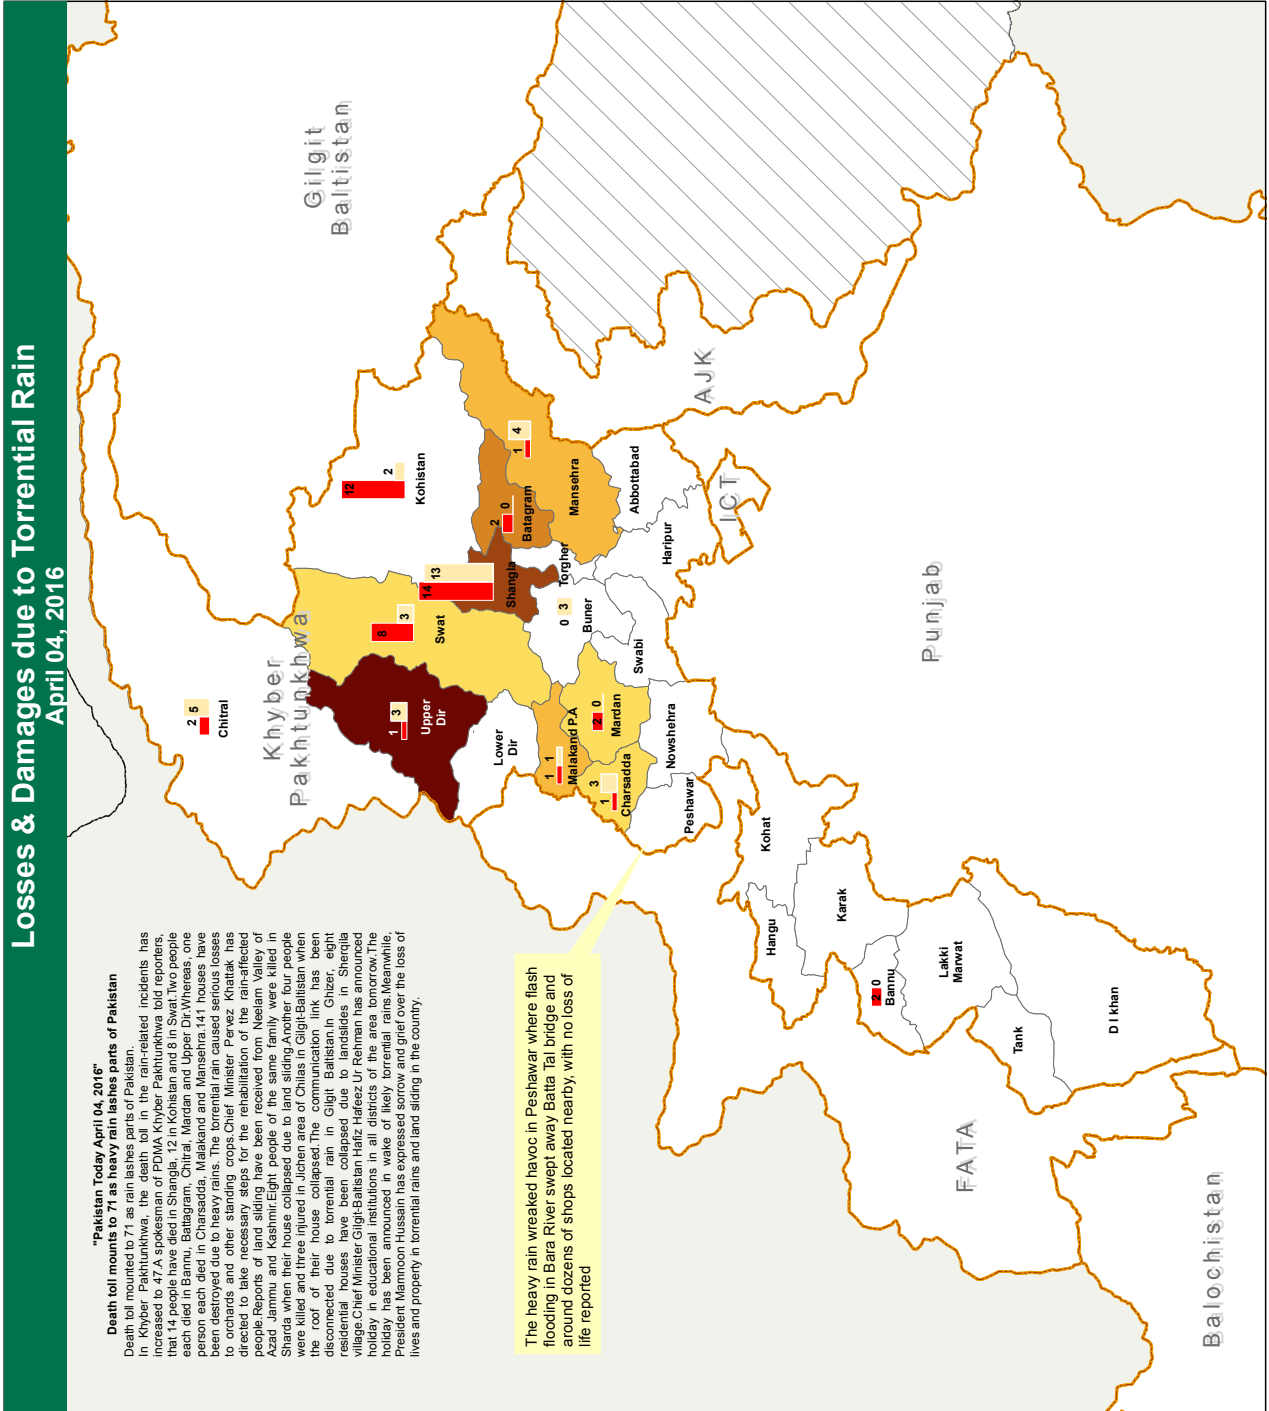 Losses & Damages due to Torrential Rain
April 04, 2016
"Pakistan Today April 04, 2016"
Death toll mounts to 71 as heavy rain lashes parts of Pakistan
Death toll mounted to 71 as rain lashes parts of Pakistan.
In Khyber Pakhtunkhwa, the death toll in the rain-related incidents has
increased to 47.A spokesman of PDMA Khyber Pakhtunkhwa told reporters,
that 14 people have died in Shangla, 12 in Kohistan and 8 in Swat.Two people
each died in Bannu, Battagram, Chitral, Mardan and Upper Dir.Whereas, one
person each died in Charsadda, Malakand and Mansehra.141 houses have
been destroyed due to heavy rains. The torrential rain caused serious losses
to orchards and other standing crops.Chief Minister Pervez Khattak has
directed to take necessary steps for the rehabilitation of the rain-affected
people.Reports of land sliding have been received from Neelam Valley of
Azad Jammu and Kashmir.Eight people of the same family were killed in
Sharda when their house collapsed due to land sliding.Another four people
were killed and three injured in Jichen area of Chilas in Gilgit-Baltistan when
the roof of their house collapsed.The communication link has been
disconnected due to torrential rain in Gilgit Baltistan.In Ghizer, eight
residential houses have been collapsed due to landslides in Sherqila
village.Chief Minister Gilgit-Baltistan Hafiz Hafeez Ur Rehman has announced
holiday in educational institutions in all districts of the area tomorrow.The
holiday has been announced in wake of likely torrential rains.Meanwhile,
President Mamnoon Hussain has expressed sorrow and grief over the loss of
lives and property in torrential rains and land sliding in the country.
The heavy rain wreaked havoc in Peshawar where flash
flooding in Bara River swept away Batta Tal bridge and
around dozens of shops located nearby, with no loss of
life reported
Gilgit
Baltistan
Khyber
Pakhtunkhwa
2 5
Chitral
12 2
Kohistan
8 3
Swat
1 3
Upper
Dir
14 13
Shangla
2 0
Batagram
1 4
Mansehra
Torgher
0 3
Buner
Lower
Dir
1 1
Malakand P.A
2 0
Mardan
1 3
Charsadda
Swabi
Abbottabad
Haripur
Nowshehra
Peshawar
AJK
ICT
Kohat
Hangu
Karak
2 0
Bannu
Lakki
Marwat
Tank
D I khan
Punjab
FATA
Balochistan